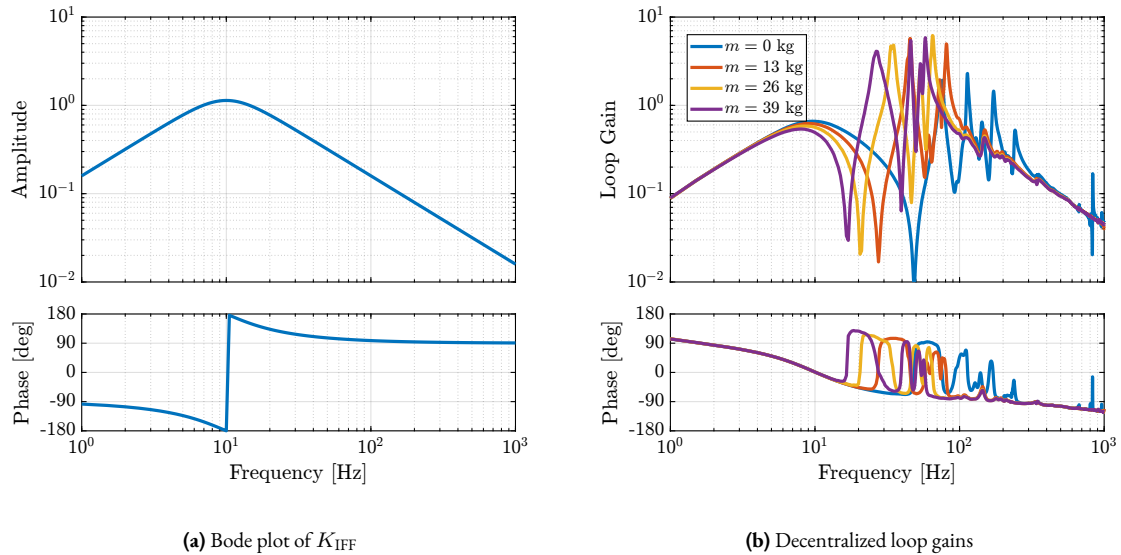 10^1
10^0
10^-1
10^-2
Amplitude
180
90
0
-90
-180
Phase [deg]
10^0
10^1
10^2
10^3
Frequency [Hz]
(a) Bode plot of K_IFF
10^1
10^0
10^-1
10^-2
Loop Gain
m = 0 kg
m = 13 kg
m = 26 kg
m = 39 kg
180
90
0
-90
-180
Phase [deg]
10^0
10^1
10^2
10^3
Frequency [Hz]
(b) Decentralized loop gains